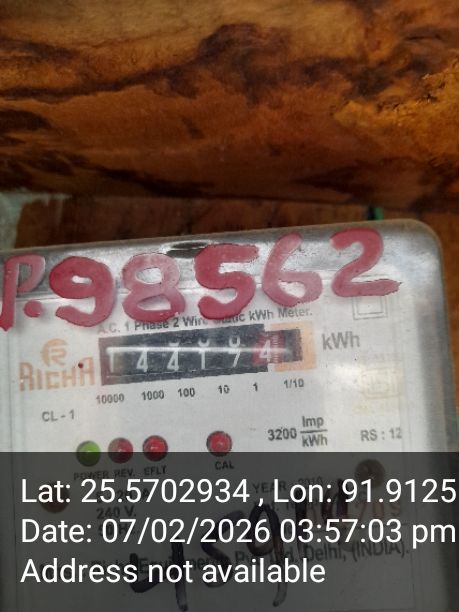 P.98562
A.C. 1 Phase 2 Wire Static kWh Meter.
RICHA
144194 kWh
10000 1000 100 10 1 1/10
CL - 1
3200 Imp/kWh
RS : 12
POWER REV. EFLT CAL
Lat: 25.5702934 , Lon: 91.9125
240 V.
YEAR
Date: 07/02/2026 03:57:03 pm
Delhi, (INDIA).
Address not available